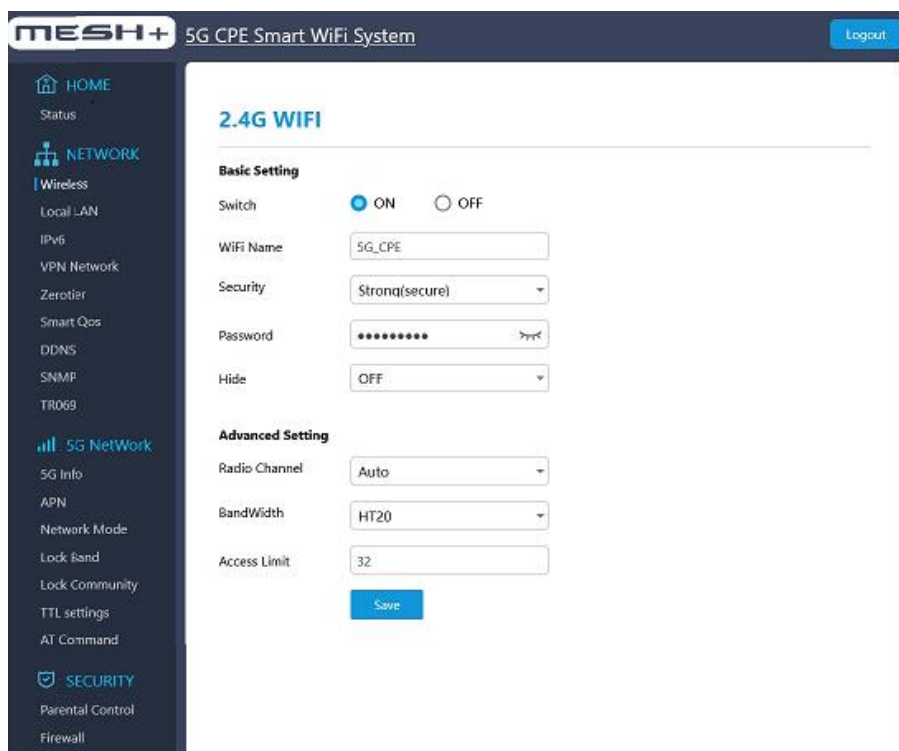 MESH+ 5G CPE Smart WiFi System Logout
HOME
Status
NETWORK
Wireless
Local LAN
IPv6
VPN Network
Zerotier
Smart Qos
DDNS
SNMP
TR069
5G NetWork
5G Info
APN
Network Mode
Lock Band
Lock Community
TTL settings
AT Command
SECURITY
Parental Control
Firewall
2.4G WIFI
Basic Setting
Switch ON OFF
WiFi Name 5G_CPE
Security Strong(secure)
Password •••••••••
Hide OFF
Advanced Setting
Radio Channel Auto
BandWidth HT20
Access Limit 32
Save